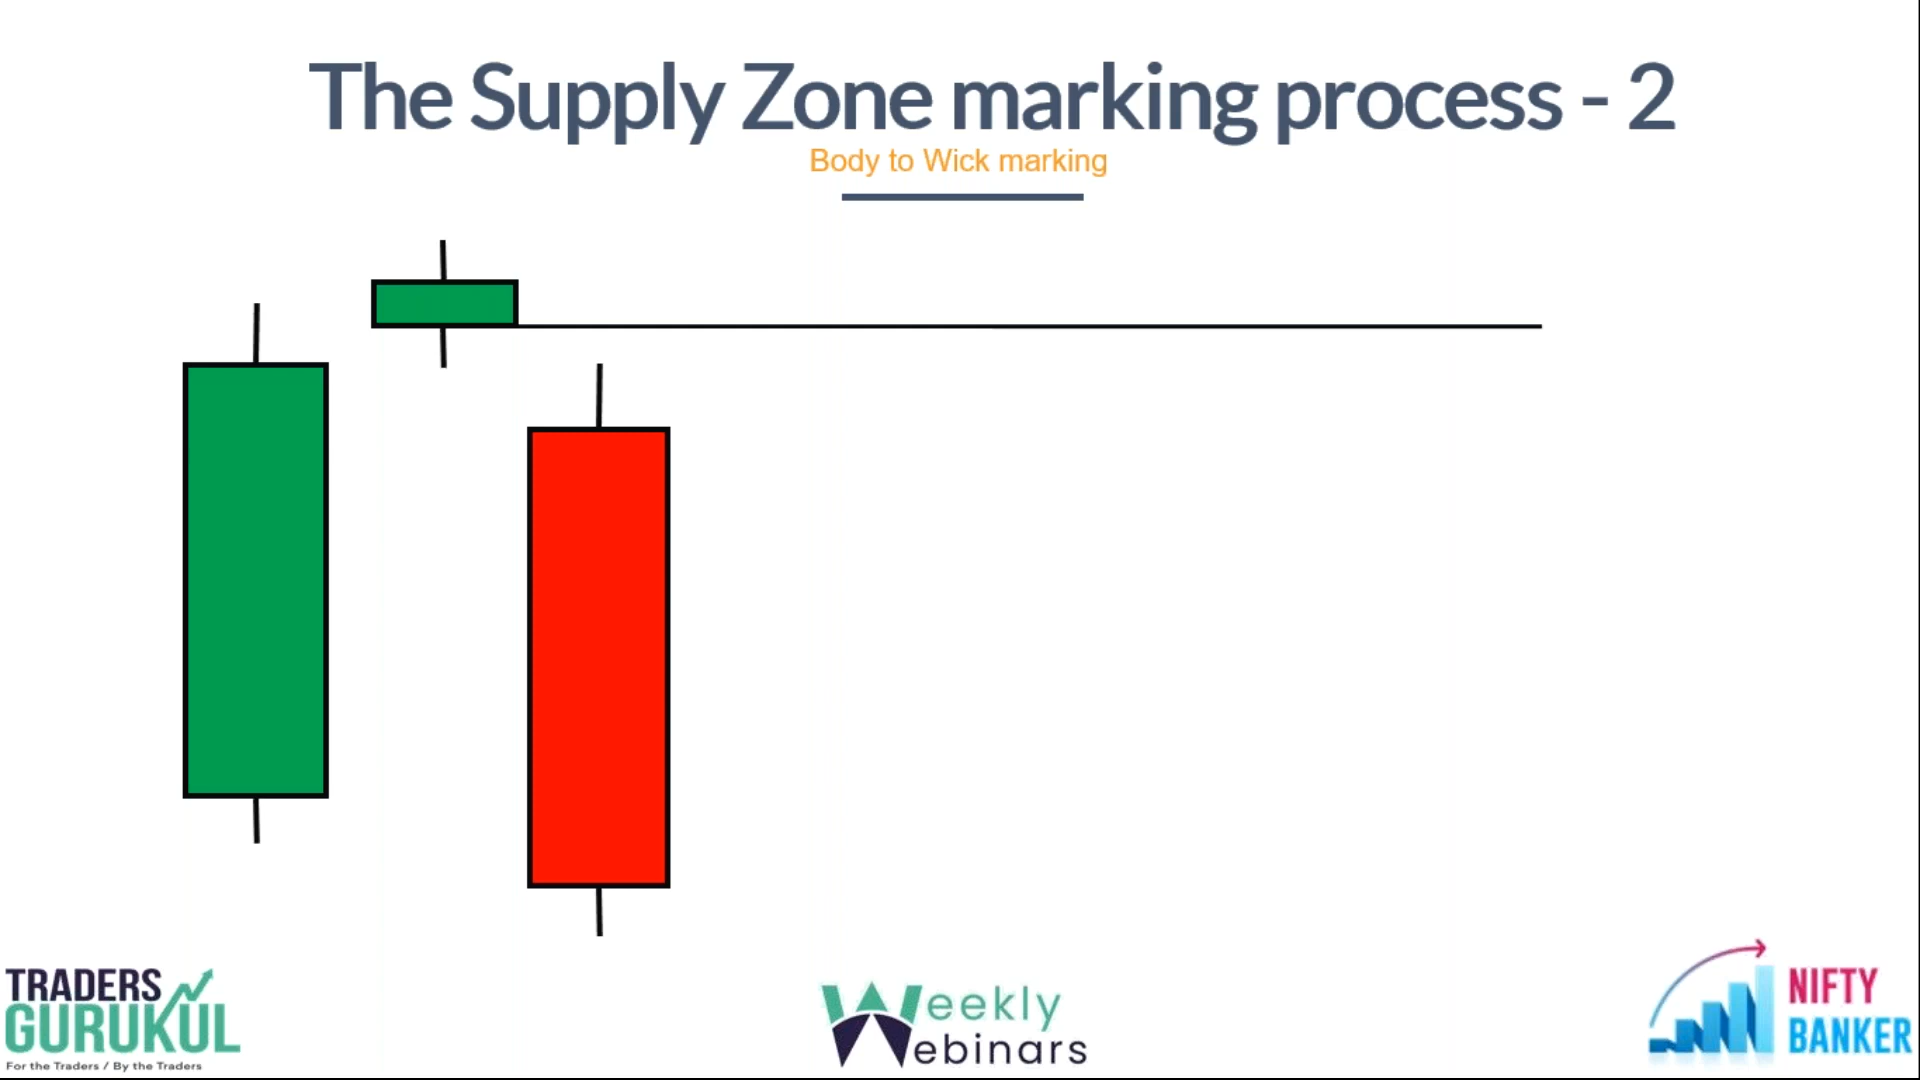 The Supply Zone marking process - 2
Body to Wick marking
TRADERS
GURUKUL
For the Traders / By the Traders
Weekly
Webinars
NIFTY
BANKER